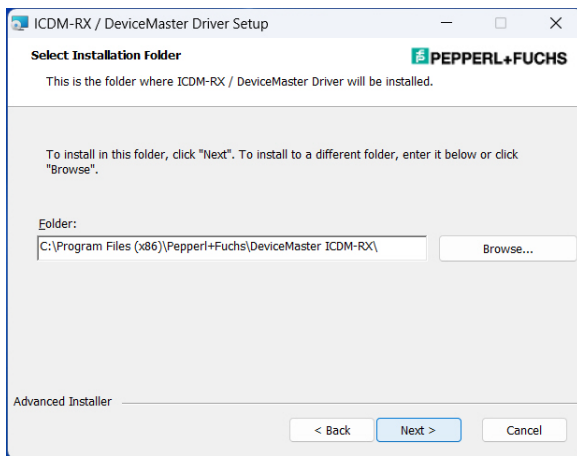 ICDM-RX / DeviceMaster Driver Setup
Select Installation Folder
PEPPERL+FUCHS
This is the folder where ICDM-RX / DeviceMaster Driver will be installed.
To install in this folder, click "Next". To install to a different folder, enter it below or click
"Browse".
Folder:
C:\Program Files (x86)\Pepperl+Fuchs\DeviceMaster ICDM-RX\
Browse...
Advanced Installer
< Back
Next >
Cancel